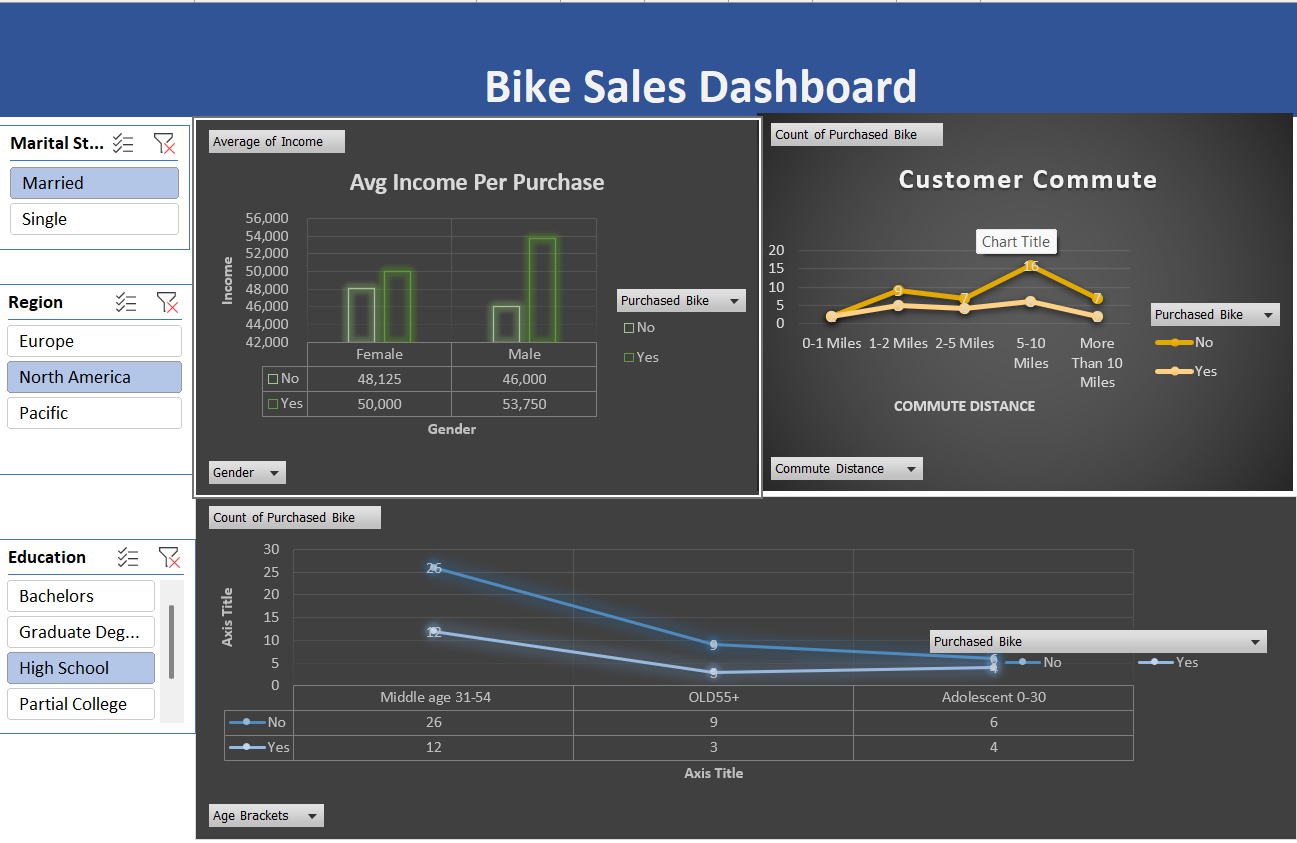 Bike Sales Dashboard
Marital St...
Married
Single
Region
Europe
North America
Pacific
Education
Bachelors
Graduate Deg...
High School
Partial College
Average of Income
Avg Income Per Purchase
Income
56,000
54,000
52,000
50,000
48,000
46,000
44,000
42,000
Female Male
No 48,125 46,000
Yes 50,000 53,750
Gender
Purchased Bike
No
Yes
Gender
Count of Purchased Bike
Customer Commute
Chart Title
20
15
10
5
0
9 7 16 7
0-1 Miles 1-2 Miles 2-5 Miles 5-10 Miles More Than 10 Miles
COMMUTE DISTANCE
Purchased Bike
No
Yes
Commute Distance
Count of Purchased Bike
Axis Title
30
25
20
15
10
5
0
26 9 6
12 3 4
Purchased Bike
No Yes
Middle age 31-54 OLD55+ Adolescent 0-30
No 26 9 6
Yes 12 3 4
Axis Title
Age Brackets